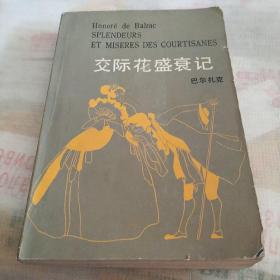 Honoré de Balzac
SPLENDEURS
ET MISERES DES COURTISANES
交际花盛衰记
巴尔扎克